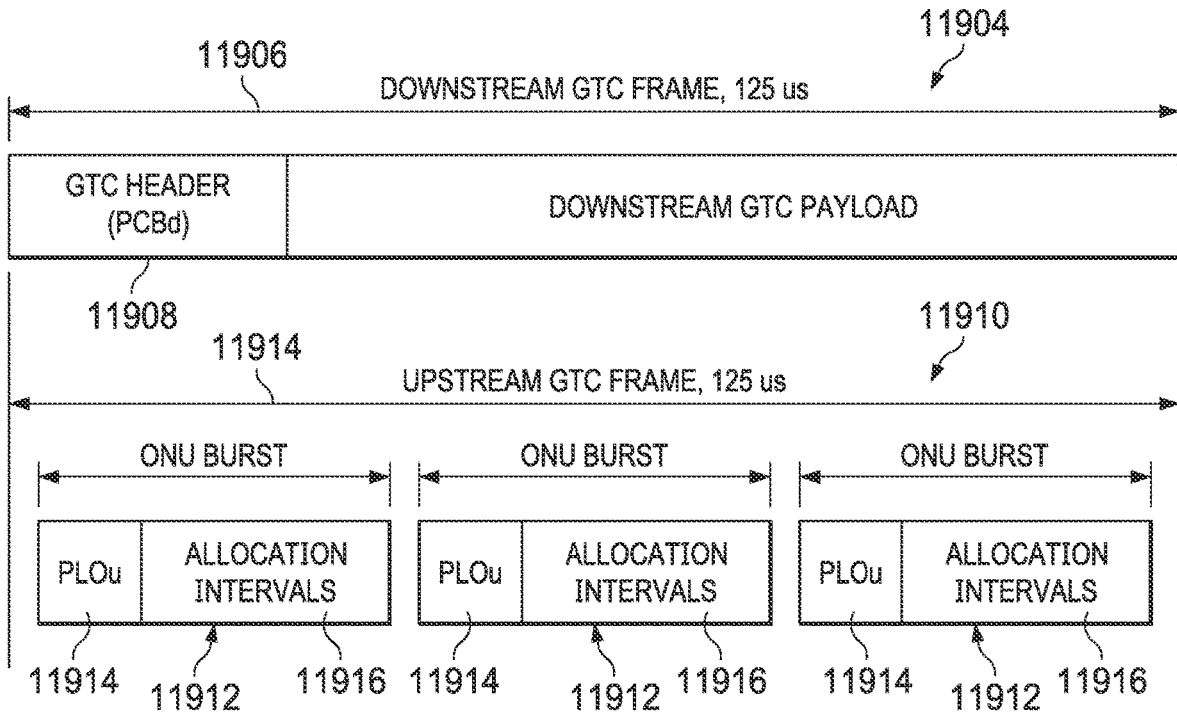 11904
11906
DOWNSTREAM GTC FRAME, 125 us
GTC HEADER
(PCBd)
DOWNSTREAM GTC PAYLOAD
11908
11910
11914
UPSTREAM GTC FRAME, 125 us
ONU BURST
ONU BURST
ONU BURST
PLOu
ALLOCATION
INTERVALS
PLOu
ALLOCATION
INTERVALS
PLOu
ALLOCATION
INTERVALS
11914
11912
11916
11914
11912
11916
11914
11912
11916